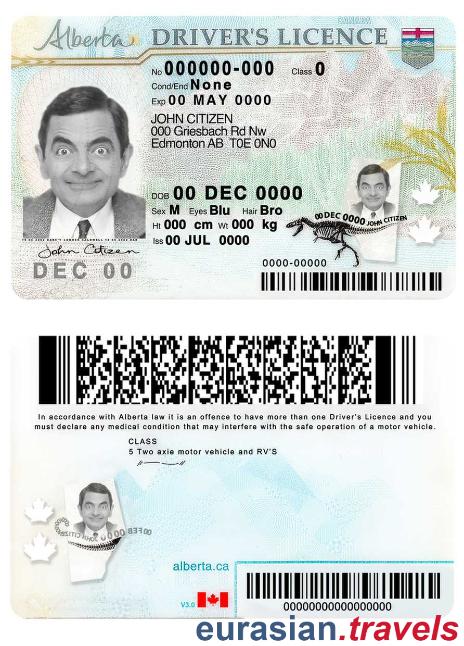 Alberta DRIVER'S LICENCE
CANADA
No 000000-000 Class 0
Cond/End None
Exp 00 MAY 0000
JOHN CITIZEN
000 Griesbach Rd Nw
Edmonton AB T0E 0N0
DOB 00 DEC 0000
Sex M Eyes Blu Hair Bro
Ht 000 cm Wt 000 kg
Iss 00 JUL 0000
00 DEC 0000 JOHN CITIZEN
John Citizen
DEC 00
0000-00000
In accordance with Alberta law it is an offence to have more than one Driver's Licence and you
must declare any medical condition that may interfere with the safe operation of a motor vehicle.
CLASS
5 Two axie motor vehicle and RV'S
alberta.ca
V3.0
00000000000000000
eurasian.travels